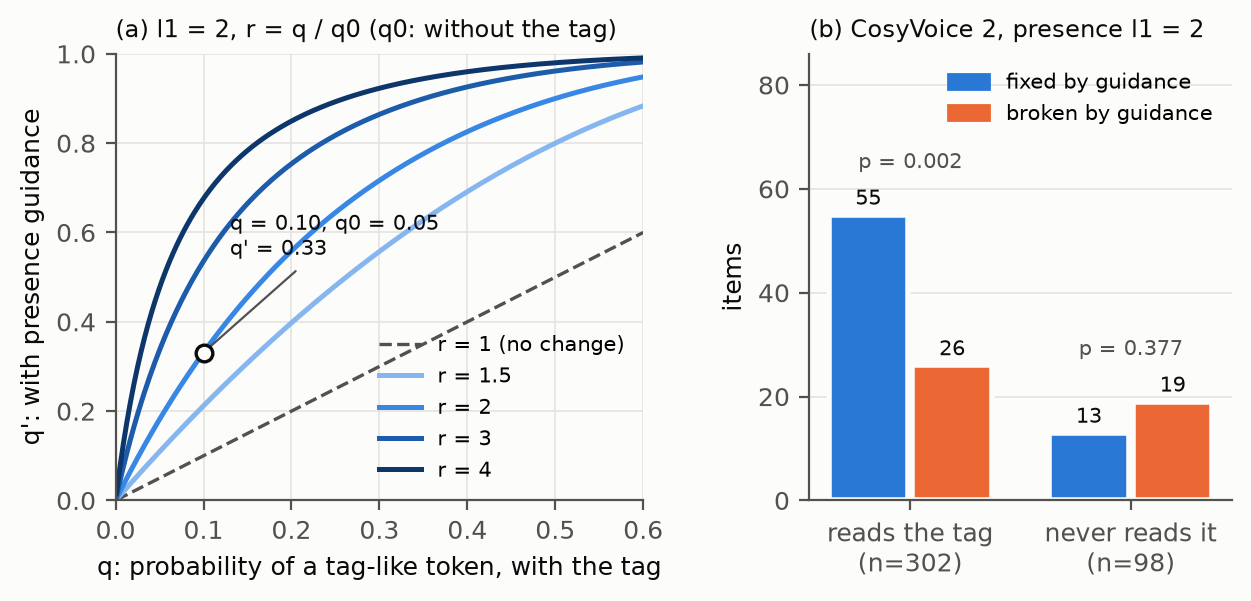 (a) l1 = 2, r = q / q0 (q0: without the tag)
q': with presence guidance
1.0
0.8
0.6
0.4
0.2
0.0
q = 0.10, q0 = 0.05
q' = 0.33
r = 1 (no change)
r = 1.5
r = 2
r = 3
r = 4
0.0 0.1 0.2 0.3 0.4 0.5 0.6
q: probability of a tag-like token, with the tag
(b) CosyVoice 2, presence l1 = 2
items
80
60
40
20
0
fixed by guidance
broken by guidance
p = 0.002
55
26
p = 0.377
13
19
reads the tag
(n=302)
never reads it
(n=98)